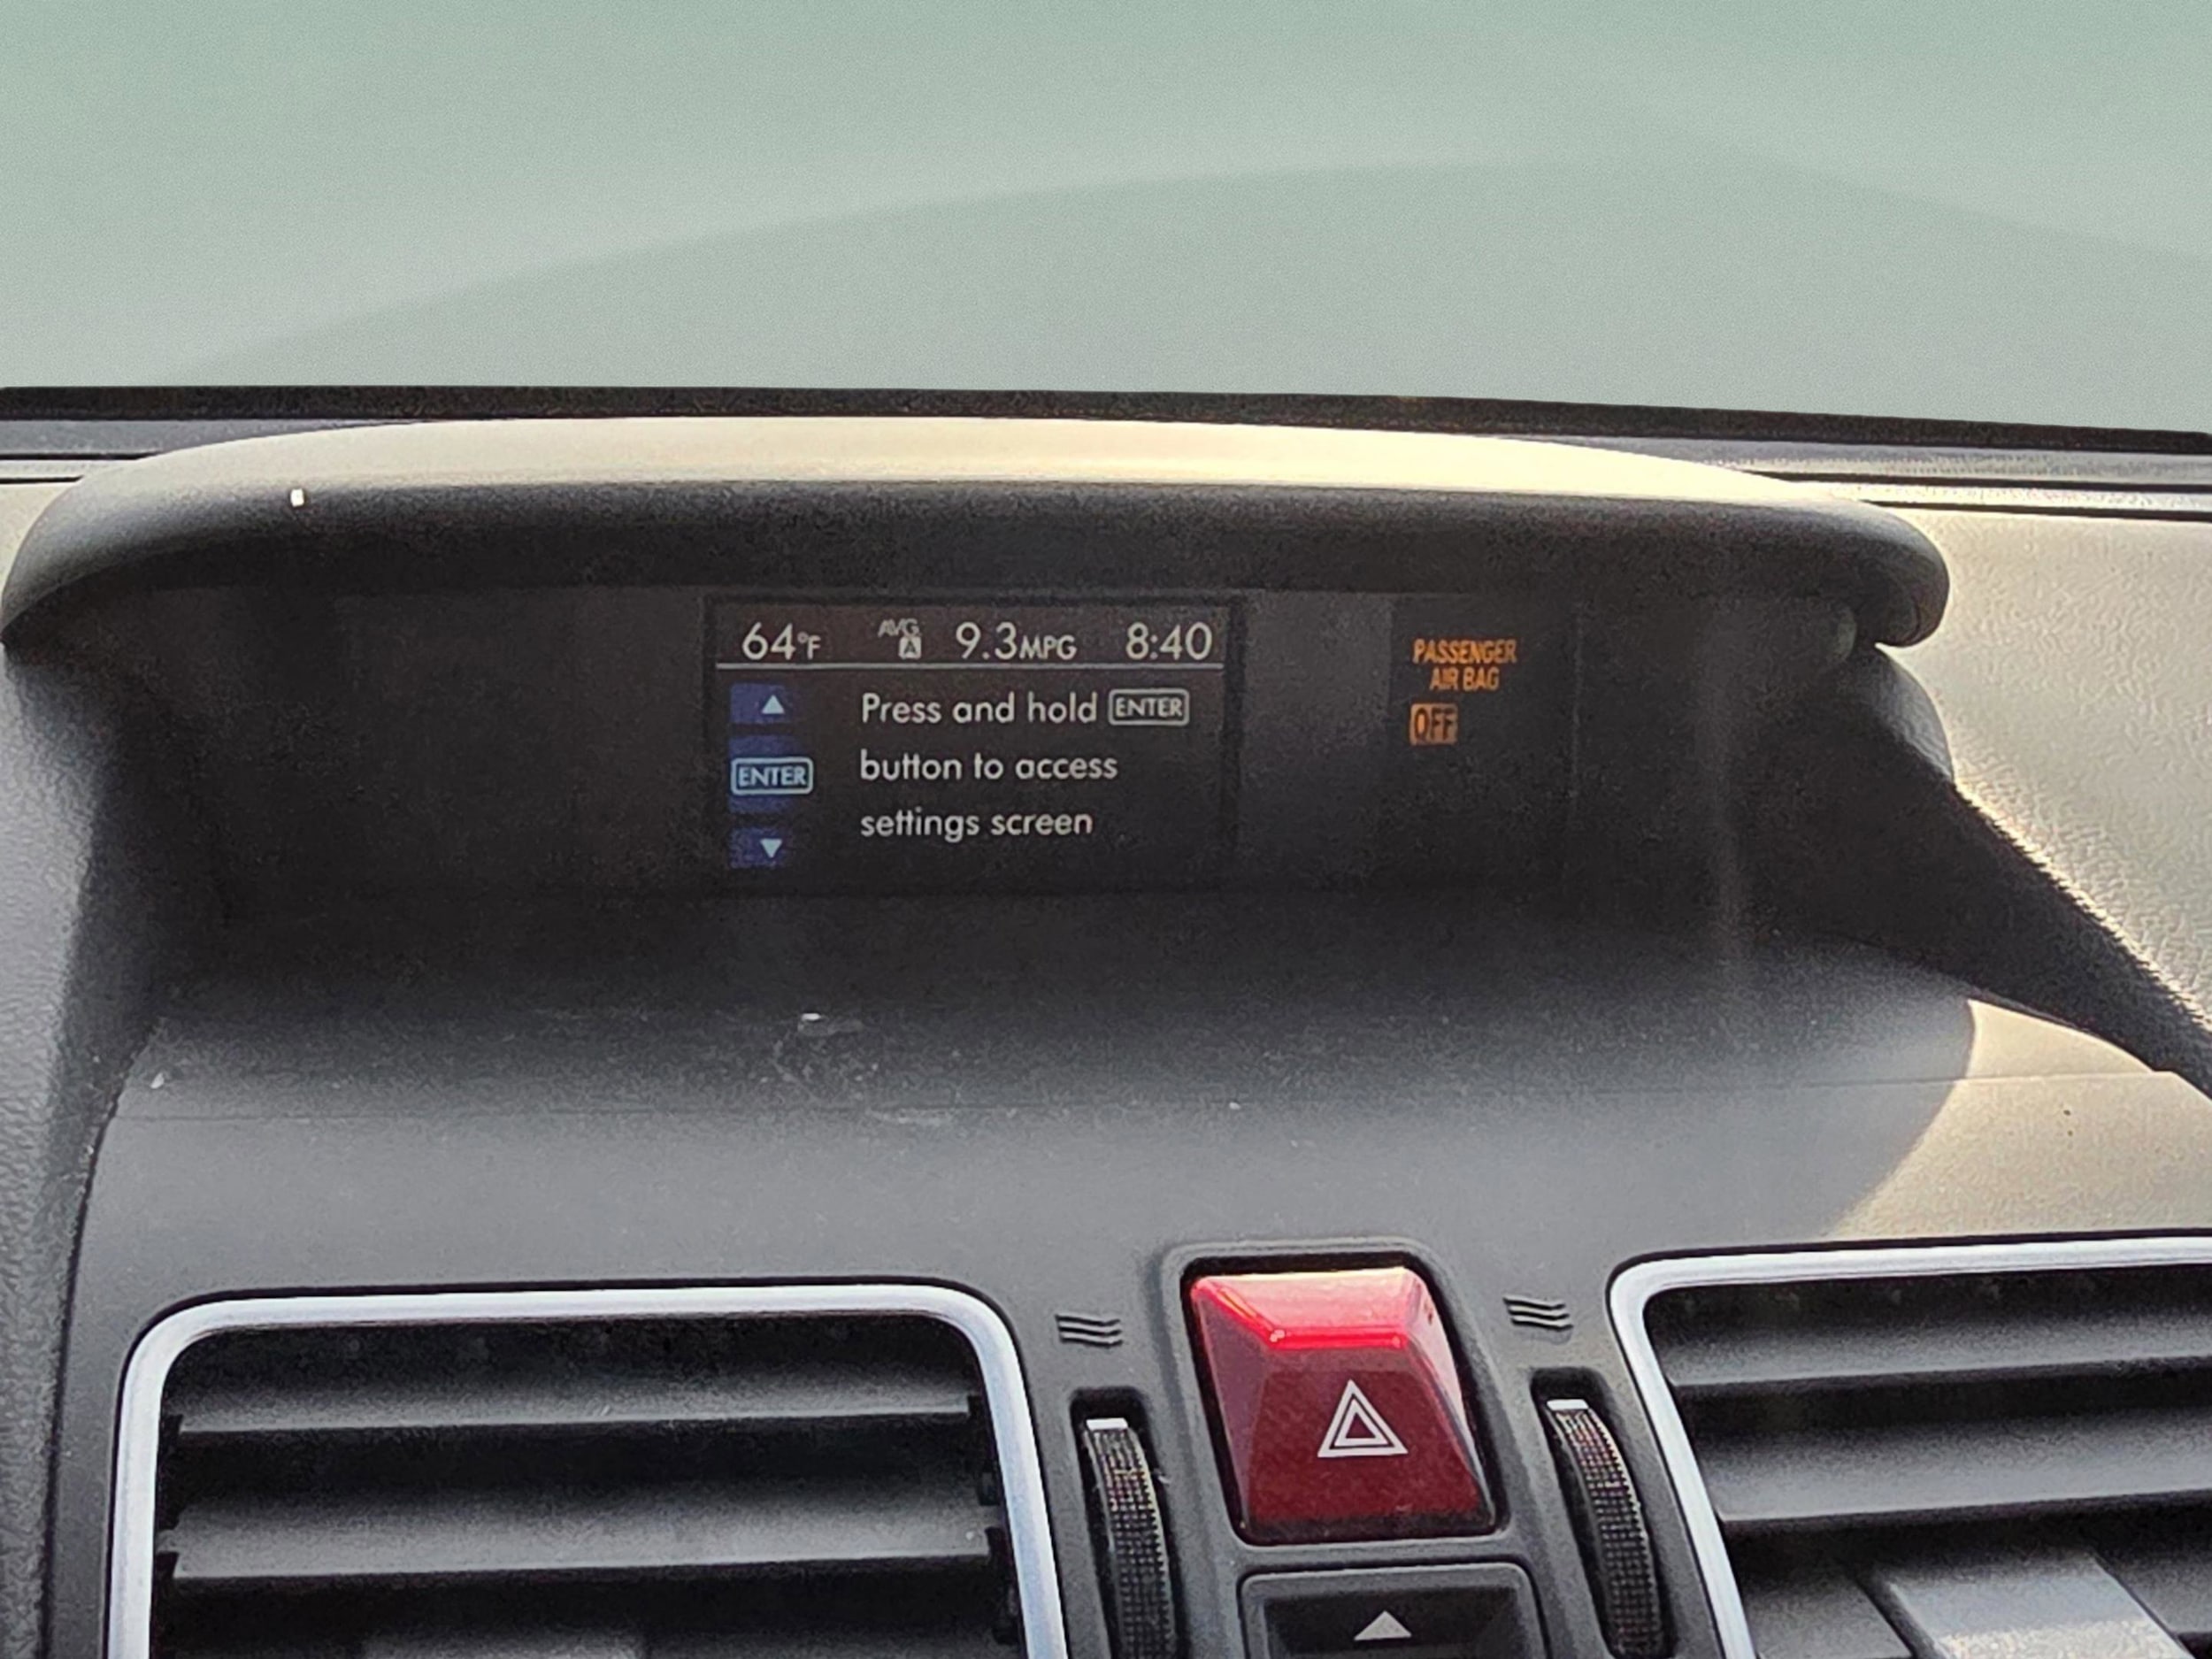 64°F AVG A 9.3MPG 8:40
Press and hold ENTER
ENTER button to access
settings screen
PASSENGER
AIR BAG
OFF